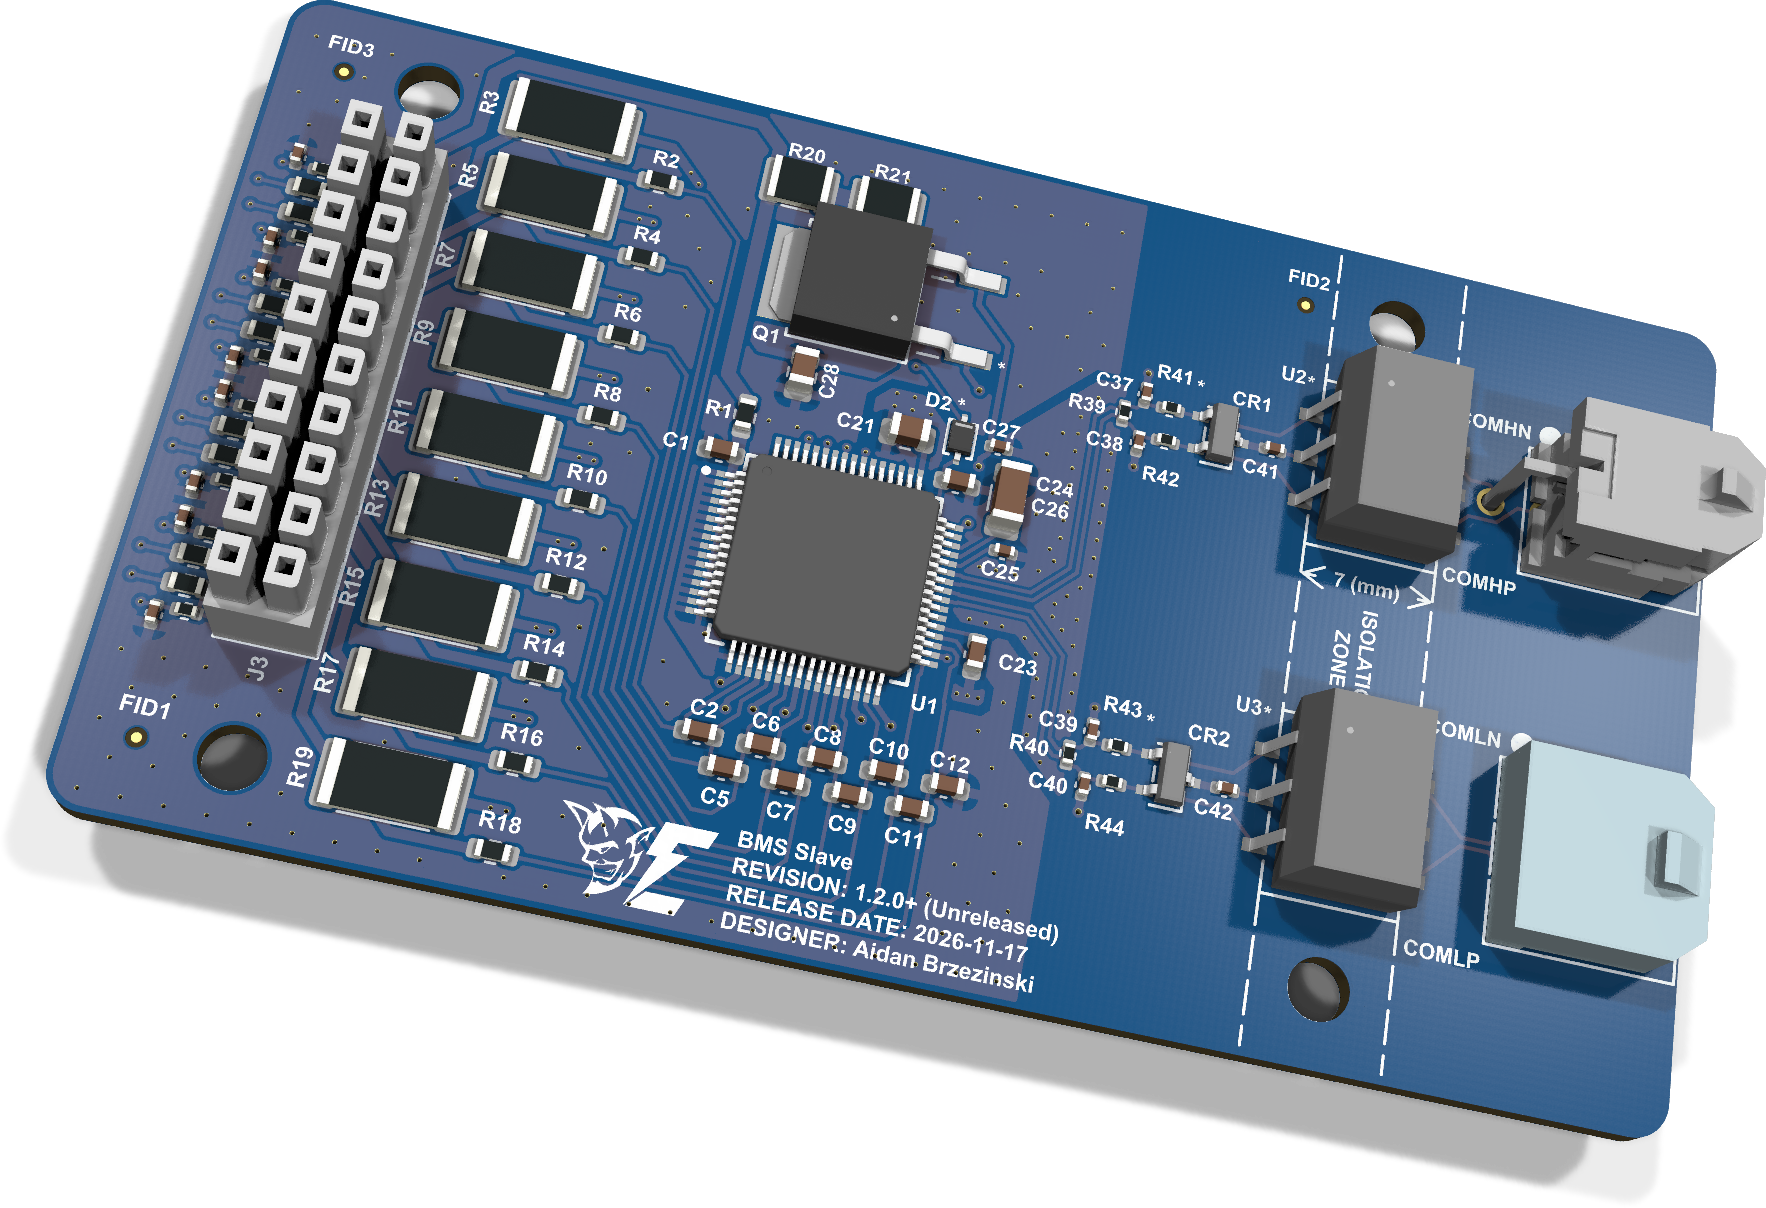 FID3
R3
R2
R5
R4
R7
R6
R9
R8
R11
R10
R13
R12
R15
R14
R17
R16
R19
R18
J3
FID1
R20
R21
Q1
C28
R1
C1
C21
D2 *
*
C27
C24
C26
C25
C23
U1
C2
C6
C8
C10
C12
C5
C7
C9
C11
FID2
C37
R41 *
R39
C38
R42
CR1
C41
U2*
COMHN
COMHP
7 (mm)
ISOLATIO
ZONE
C39
R43 *
R40
C40
R44
CR2
C42
U3*
COMLN
COMLP
BMS Slave
REVISION: 1.2.0+ (Unreleased)
RELEASE DATE: 2026-11-17
DESIGNER: Aidan Brzezinski